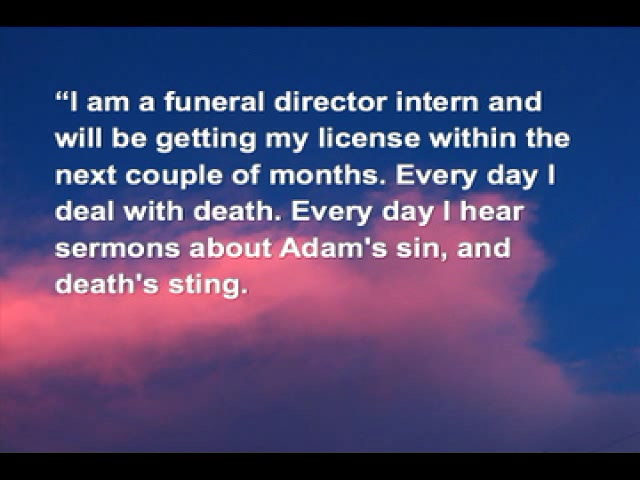 “I am a funeral director intern and
will be getting my license within the
next couple of months. Every day I
deal with death. Every day I hear
sermons about Adam's sin, and
death's sting.